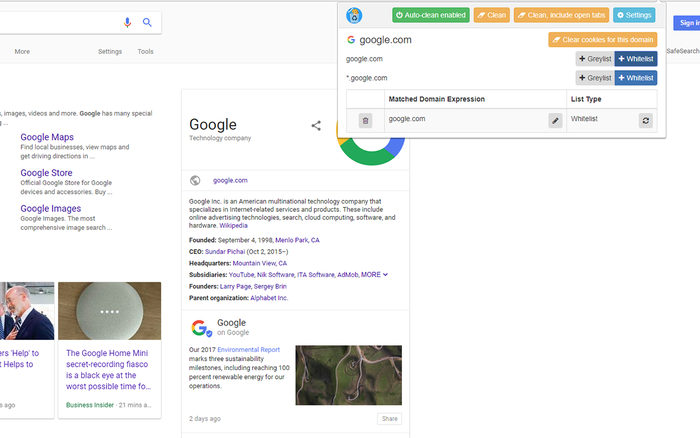 Auto-clean enabled
Clean
Clean, include open tabs
Settings
Sign i
google.com
Clear cookies for this domain
google.com
Greylist
Whitelist
*.google.com
Greylist
Whitelist
Matched Domain Expression
List Type
google.com
Whitelist
More
Settings
Tools
SafeSearch
, images, videos and more. Google has many special
Google Maps
Find local businesses, view maps and
get driving directions in ...
Google Store
Official Google Store for Google
devices and accessories. Buy ...
Google Images
Google Images. The most
comprehensive image search ...
ers 'Help' to
t Helps to
s ago
The Google Home Mini
secret-recording fiasco
is a black eye at the
worst possible time fo...
Business Insider - 21 mins a...
Google
Technology company
google.com
Google Inc. is an American multinational technology company that
specializes in Internet-related services and products. These include
online advertising technologies, search, cloud computing, software, and
hardware. Wikipedia
Founded: September 4, 1998, Menlo Park, CA
CEO: Sundar Pichai (Oct 2, 2015–)
Headquarters: Mountain View, CA
Subsidiaries: YouTube, Nik Software, ITA Software, AdMob, MORE
Founders: Larry Page, Sergey Brin
Parent organization: Alphabet Inc.
Google
on Google
Our 2017 Environmental Report
marks three sustainability
milestones, including reaching 100
percent renewable energy for our
operations.
2 days ago
Share